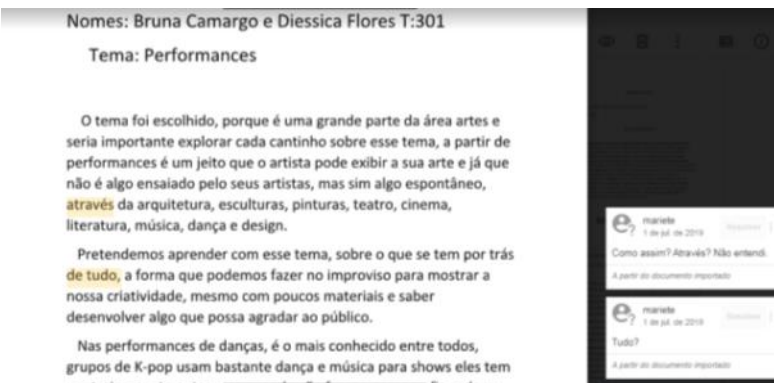 Nomes: Bruna Camargo e Diessica Flores T:301
Tema: Performances
O tema foi escolhido, porque é uma grande parte da área artes e
seria importante explorar cada cantinho sobre esse tema, a partir de
performances é um jeito que o artista pode exibir a sua arte e já que
não é algo ensaiado pelo seus artistas, mas sim algo espontâneo,
através da arquitetura, esculturas, pinturas, teatro, cinema,
literatura, música, dança e design.
Pretendemos aprender com esse tema, sobre o que se tem por trás
de tudo, a forma que podemos fazer no improviso para mostrar a
nossa criatividade, mesmo com poucos materiais e saber
desenvolver algo que possa agradar ao público.
Nas performances de danças, é o mais conhecido entre todos,
grupos de K-pop usam bastante dança e música para shows eles tem
mariete
1 de jul. de 2019
Como assim? Através? Não entendi.
A partir do documento importado
mariete
1 de jul. de 2019
Tudo?
A partir do documento importado